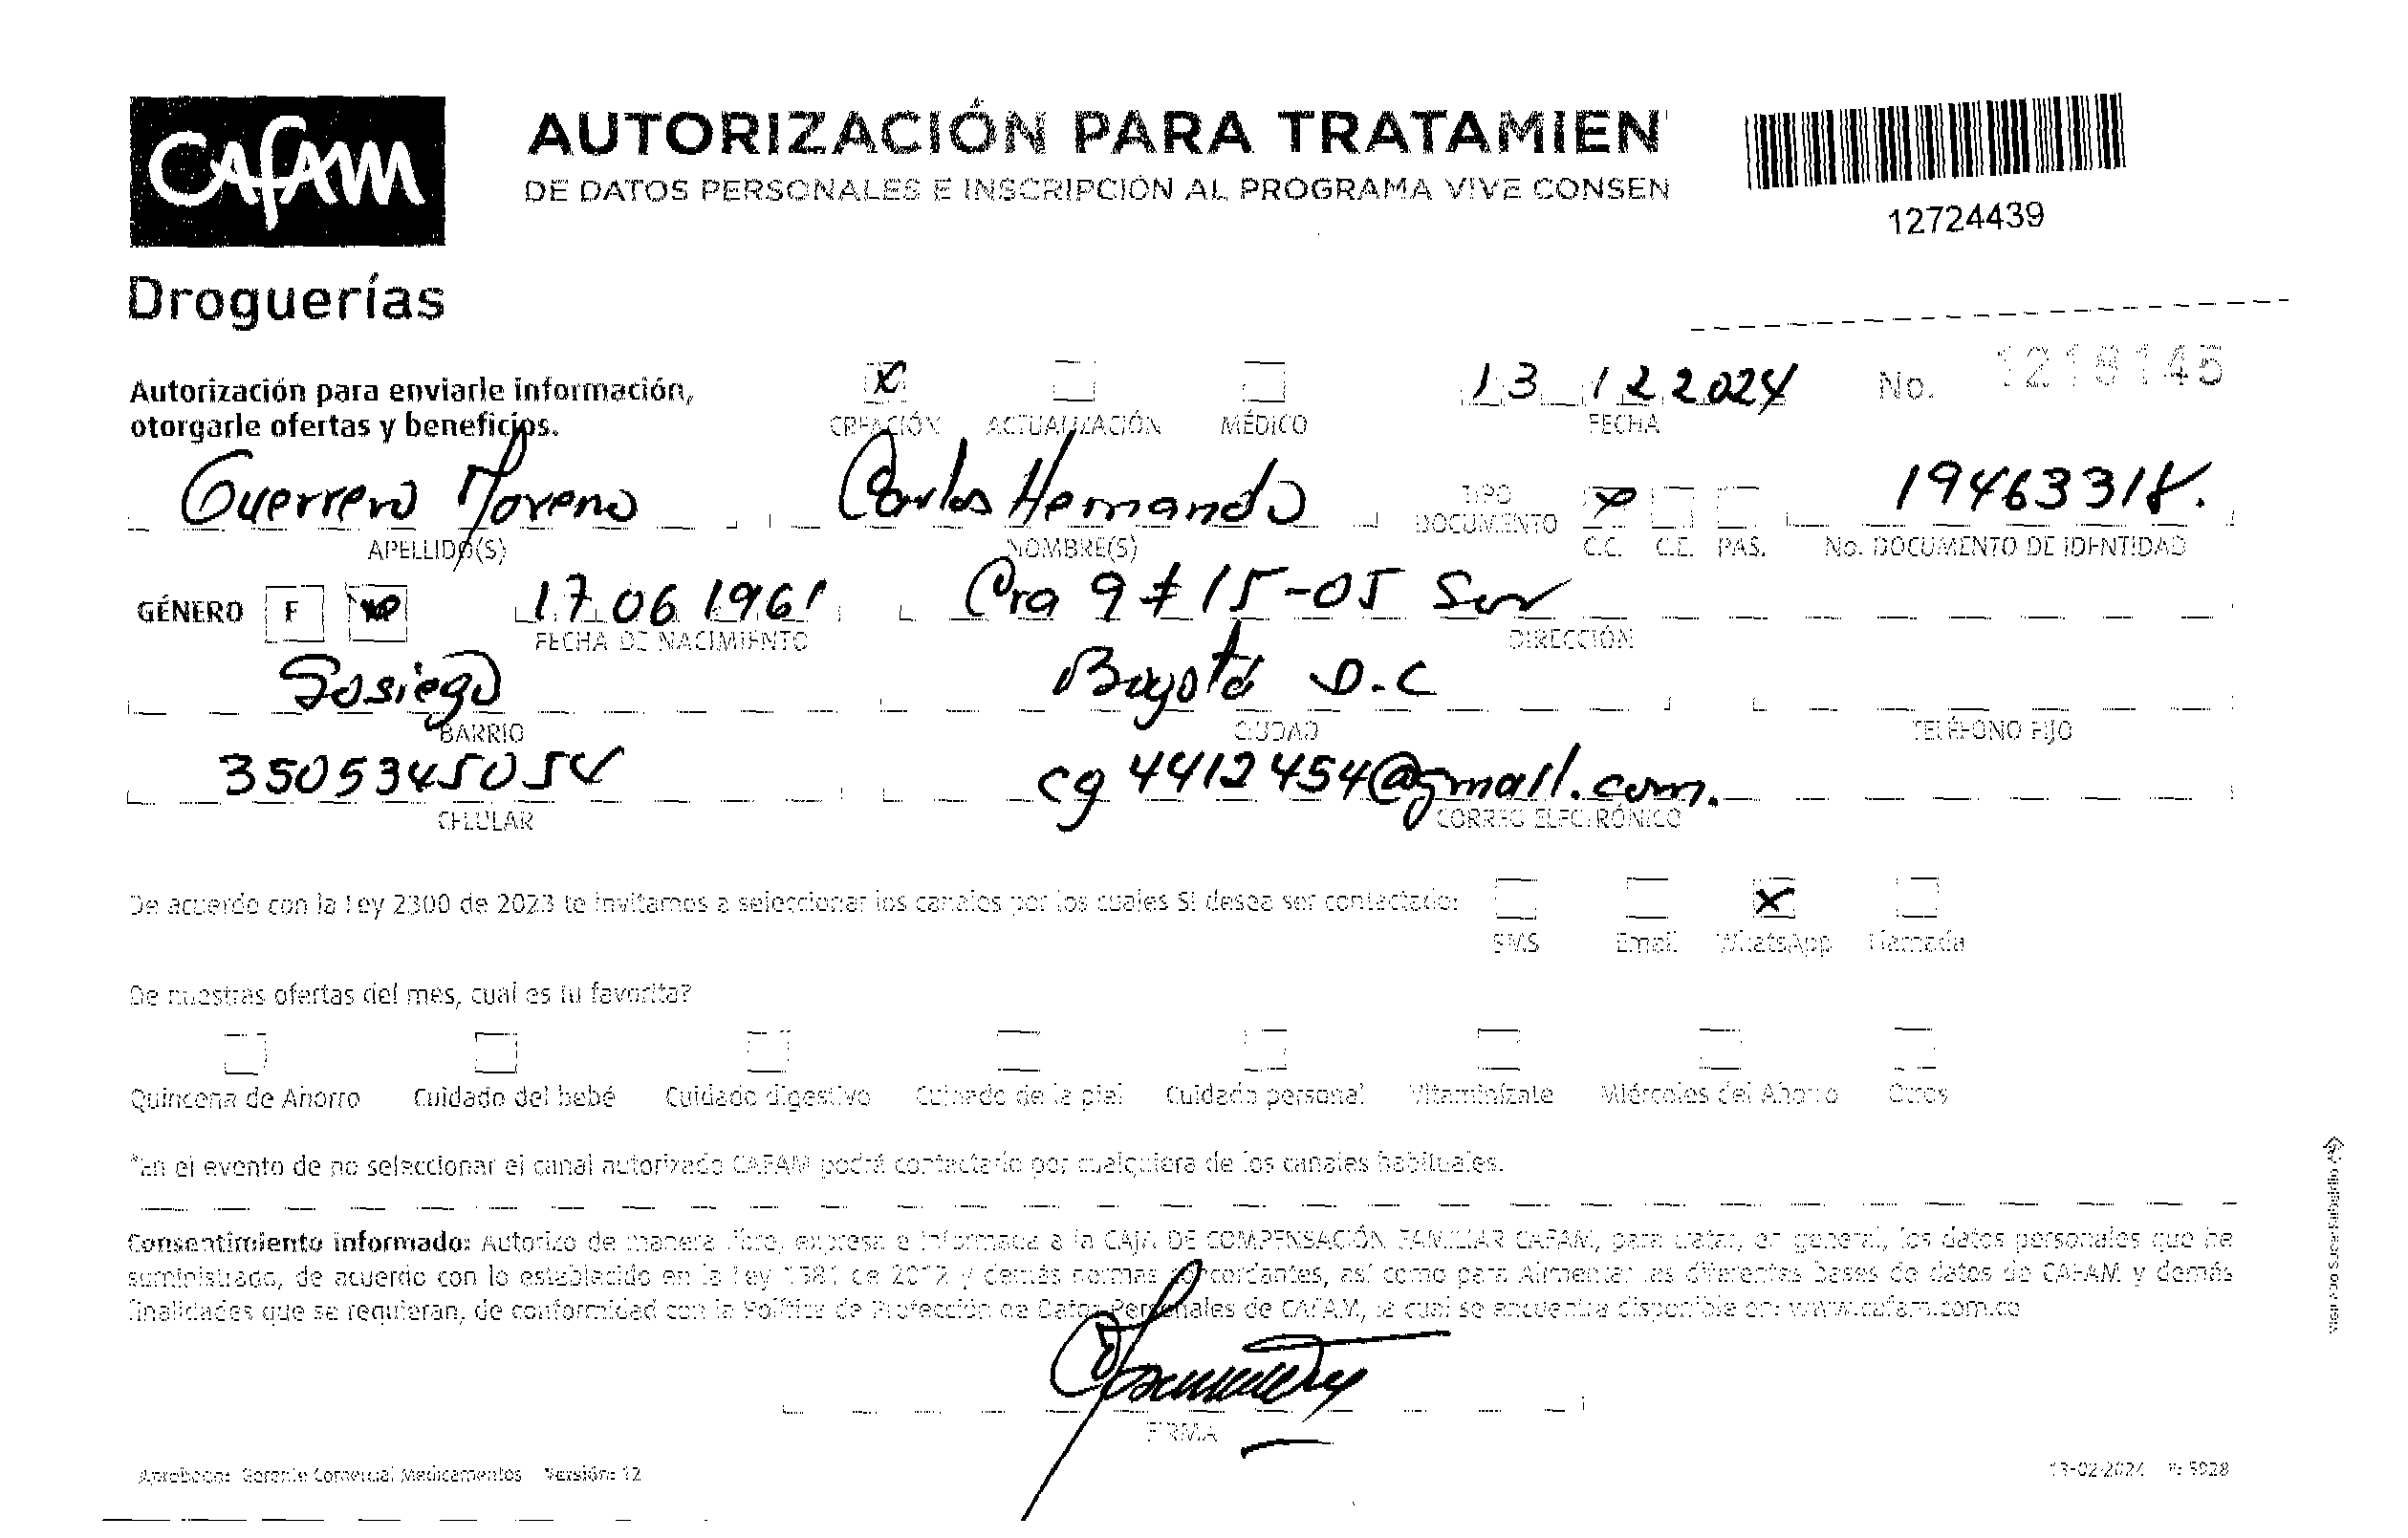 CAFAM
Droguerías
AUTORIZACIÓN PARA TRATAMIEN
DE DATOS PERSONALES E INSCRIPCIÓN AL PROGRAMA VIVE CONSEN
12724439
Autorización para enviarle información,
otorgarle ofertas y beneficios.
X
CREACIÓN ACTUALIZACIÓN MÉDICO
13 12 2024
FECHA
No. 1218145
Guerrero Moreno Carlos Hernando TIPO DOCUMENTO X 19463318.
APELLIDO(S) NOMBRE(S) C.C. C.E. PAS. No. DOCUMENTO DE IDENTIDAD
GÉNERO F 17 06 1961 Cra 9 # 15-05 Sur
FECHA DE NACIMIENTO DIRECCIÓN
Sosiego Bogotá D.C
BARRIO CIUDAD TELÉFONO FIJO
3505345054 cg4412454@gmail.com.
CELULAR CORREO ELECTRÓNICO
De acuerdo con la Ley 2300 de 2023 te invitamos a seleccionar los canales por los cuales SI desea ser contactado: X
SMS Email WhatsApp Llamada
De nuestras ofertas del mes, cual es tu favorita?
Quincena de Ahorro Cuidado del bebé Cuidado digestivo Cuidado de la piel Cuidado personal Vitamínizate Miércoles del Ahorro Otros
*En el evento de no seleccionar el canal autorizado CAFAM podrá contactarlo por cualquiera de los canales habituales.
Consentimiento informado: Autorizo de manera libre, expresa e informada a la CAJA DE COMPENSACIÓN FAMILIAR CAFAM, para tratar, en general, los datos personales que he
suministrado, de acuerdo con lo establecido en la Ley 1581 de 2012 y demás normas concordantes, así como para Alimentar las diferentes bases de datos de CAFAM y demás
finalidades que se requieran, de conformidad con la Política de Protección de Datos Personales de CAFAM, la cual se encuentra disponible en: www.cafam.com.co
FIRMA
Aprobado: Gerente Comercial Medicamentos Versión: 12
13-02-2024
Vigilado Supersubsidio